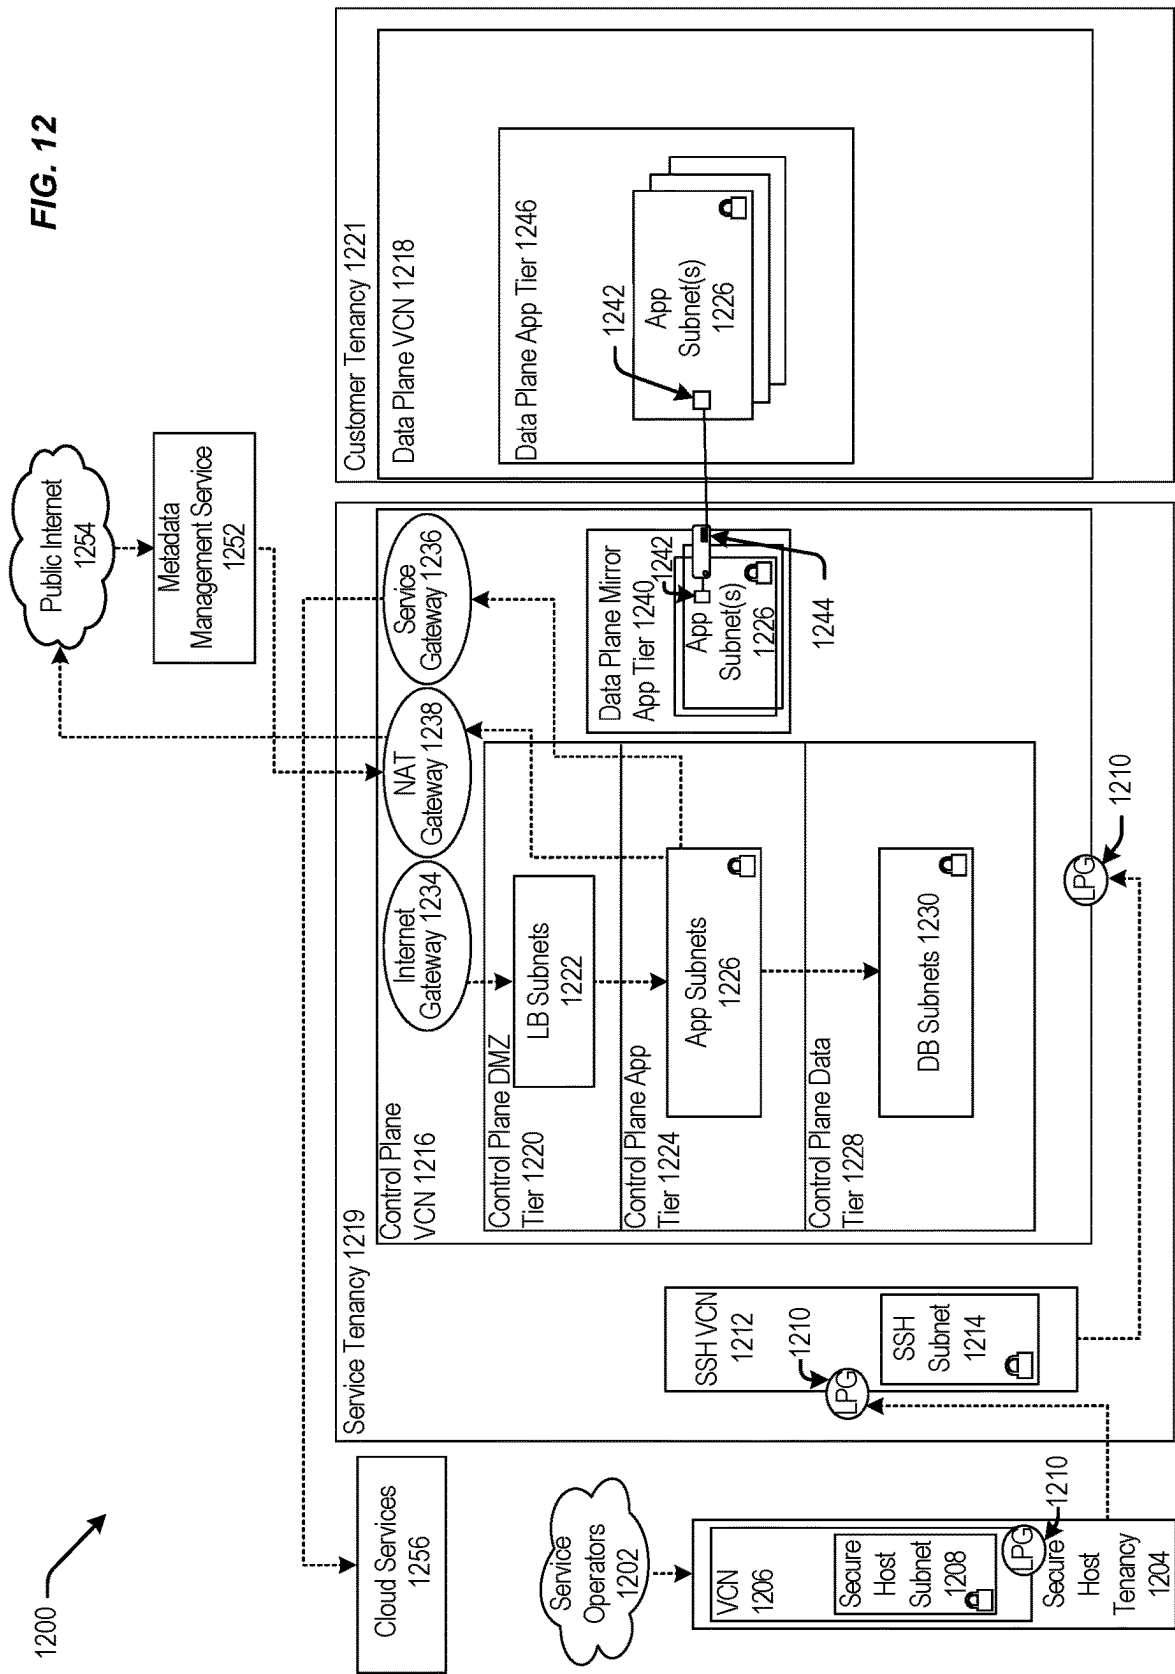 FIG. 12
1200
Public Internet
1254
Metadata
Management Service
1252
Cloud Services
1256
Service
Operators
1202
VCN
1206
Secure
Host
Subnet
1208
LPG
1210
Secure
Host
Tenancy
1204
Service Tenancy 1219
SSH VCN
1212
1210
LPG
SSH
Subnet
1214
Control Plane
VCN 1216
Internet
Gateway 1234
NAT
Gateway 1238
Service
Gateway 1236
Control Plane DMZ
Tier 1220
LB Subnets
1222
Control Plane App
Tier 1224
App Subnets
1226
Control Plane Data
Tier 1228
DB Subnets 1230
LPG
1210
Data Plane Mirror
App Tier 1240
1242
App
Subnet(s)
1226
1244
Customer Tenancy 1221
Data Plane VCN 1218
Data Plane App Tier 1246
1242
App
Subnet(s)
1226